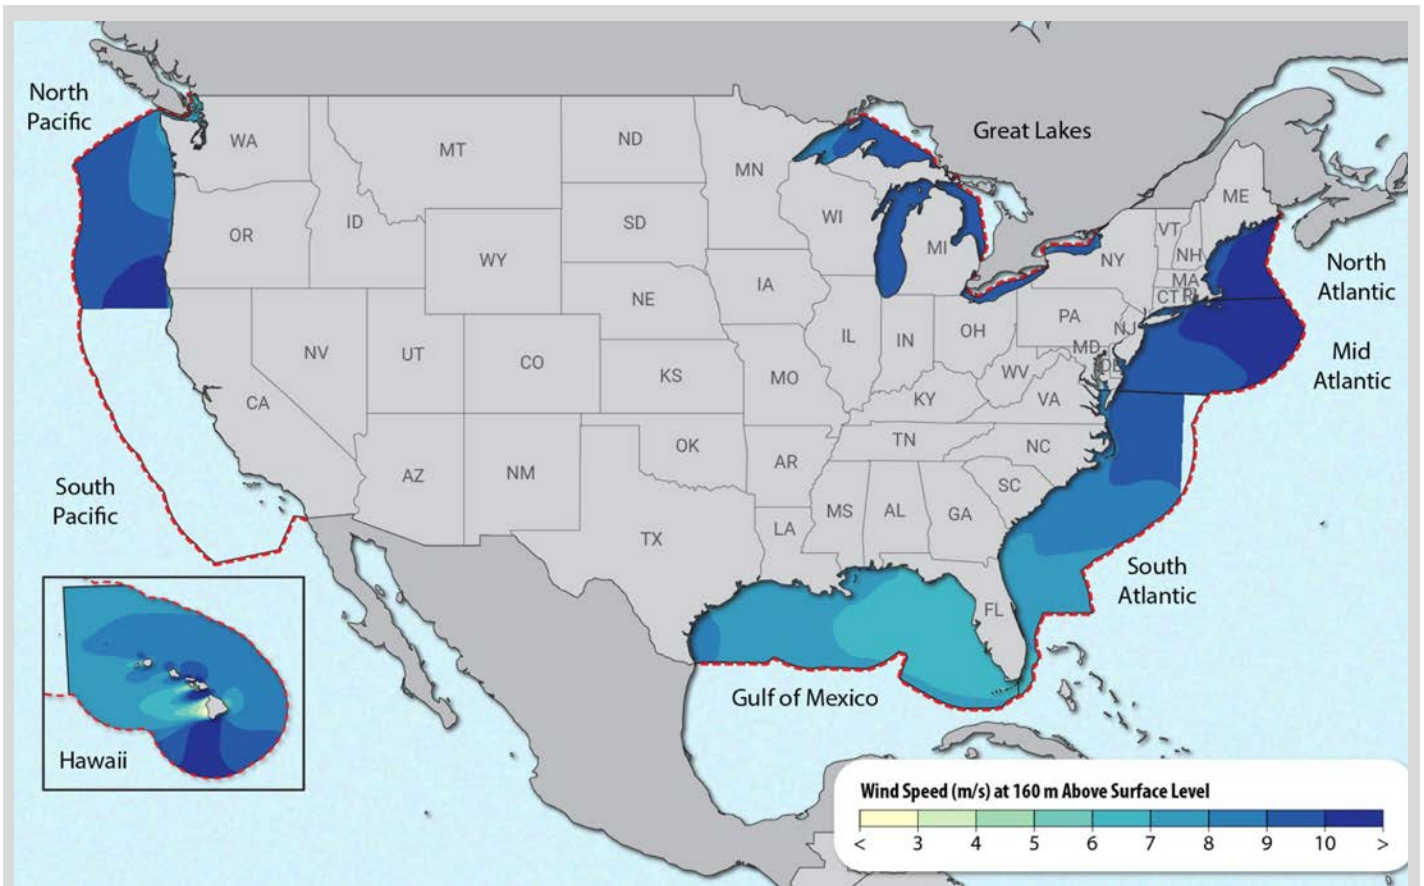 North
Pacific
Great Lakes
WA
MT
ND
MN
ME
OR
ID
SD
WI
MI
VT
NH
WY
NY
MA
CT RI
North
Atlantic
NE
IA
PA
NJ
NV
UT
CO
IL
IN
OH
MD
DE
Mid
Atlantic
CA
KS
MO
WV
KY
VA
AZ
NM
OK
AR
TN
NC
SC
South
Pacific
TX
LA
MS
AL
GA
FL
South
Atlantic
Gulf of Mexico
Hawaii
Wind Speed (m/s) at 160 m Above Surface Level
< 3 4 5 6 7 8 9 10 >